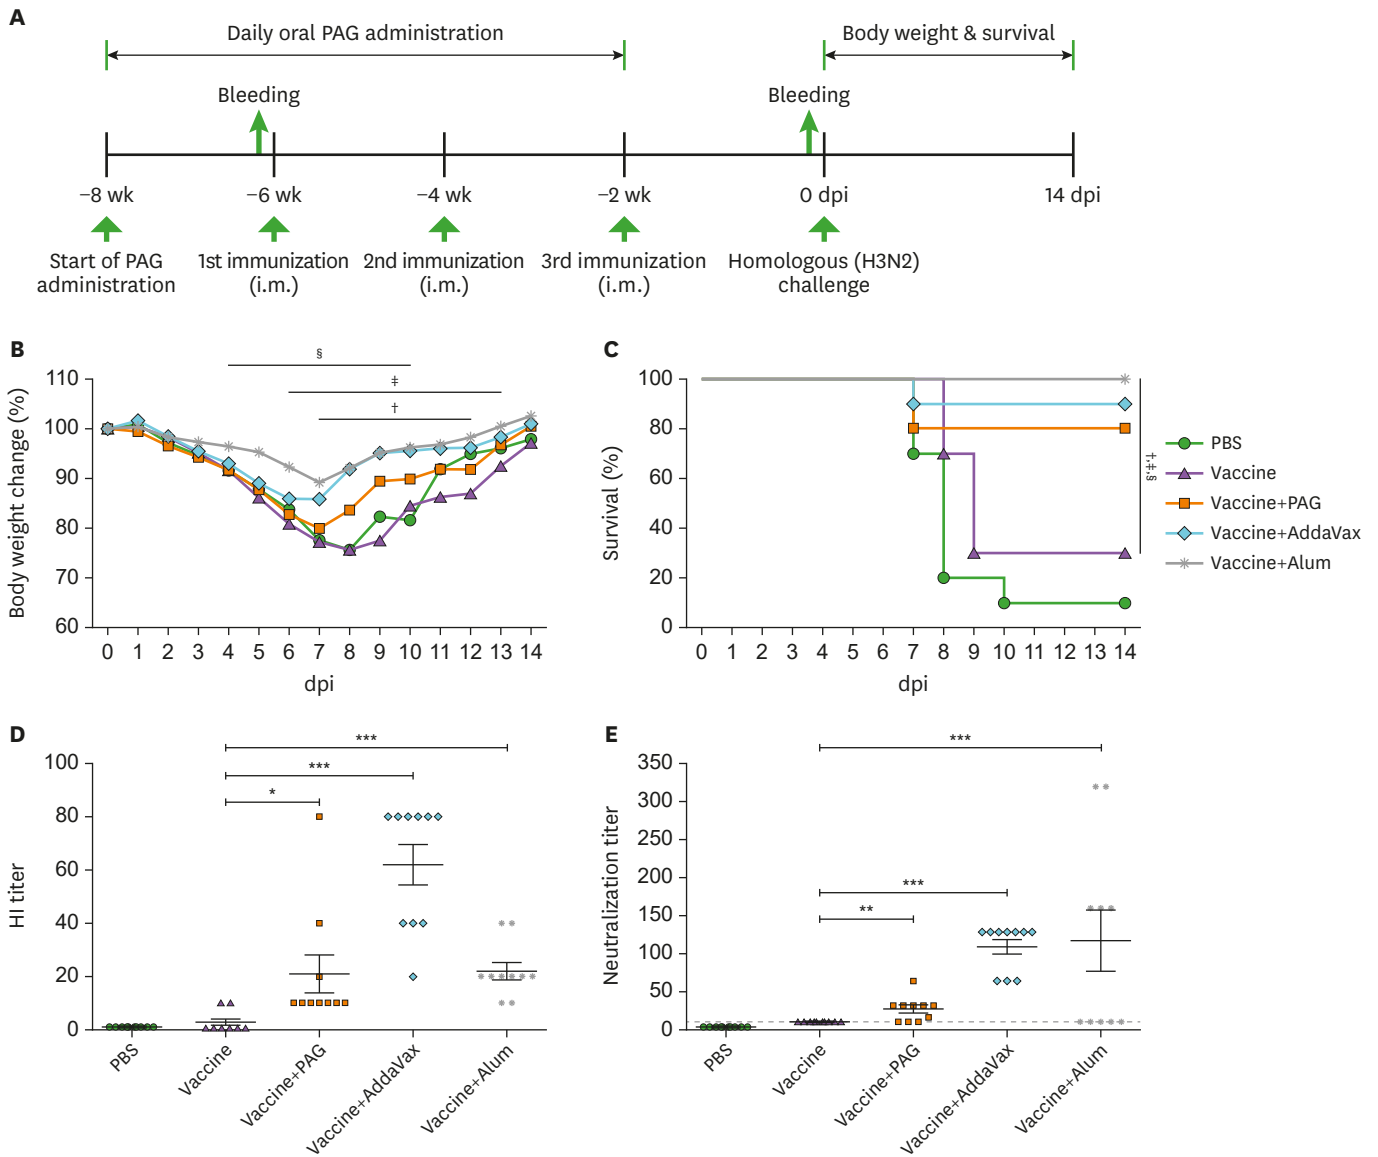 A
Daily oral PAG administration
Body weight & survival
Bleeding
Bleeding
−8 wk
−6 wk
−4 wk
−2 wk
0 dpi
14 dpi
Start of PAG
administration
1st immunization
(i.m.)
2nd immunization
(i.m.)
3rd immunization
(i.m.)
Homologous (H3N2)
challenge
B
Body weight change (%)
110
100
90
80
70
60
§
‡
†
0 1 2 3 4 5 6 7 8 9 10 11 12 13 14
dpi
C
Survival (%)
100
80
60
40
20
0
0 1 2 3 4 5 6 7 8 9 10 11 12 13 14
dpi
†,‡,§
PBS
Vaccine
Vaccine+PAG
Vaccine+AddaVax
Vaccine+Alum
D
HI titer
100
80
60
40
20
0
***
***
*
PBS
Vaccine
Vaccine+PAG
Vaccine+AddaVax
Vaccine+Alum
E
Neutralization titer
350
300
250
200
150
100
50
0
***
***
**
PBS
Vaccine
Vaccine+PAG
Vaccine+AddaVax
Vaccine+Alum